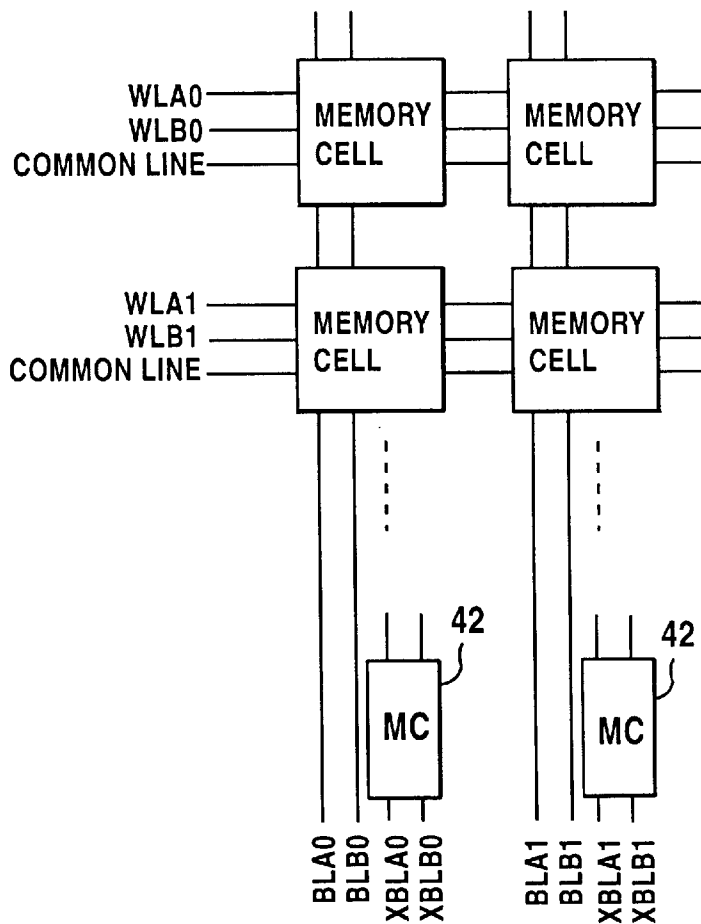 WLA0
WLB0
COMMON LINE
MEMORY
CELL
MEMORY
CELL
WLA1
WLB1
COMMON LINE
MEMORY
CELL
MEMORY
CELL
42
42
MC
MC
BLA0
BLB0
XBLA0
XBLB0
BLA1
BLB1
XBLA1
XBLB1